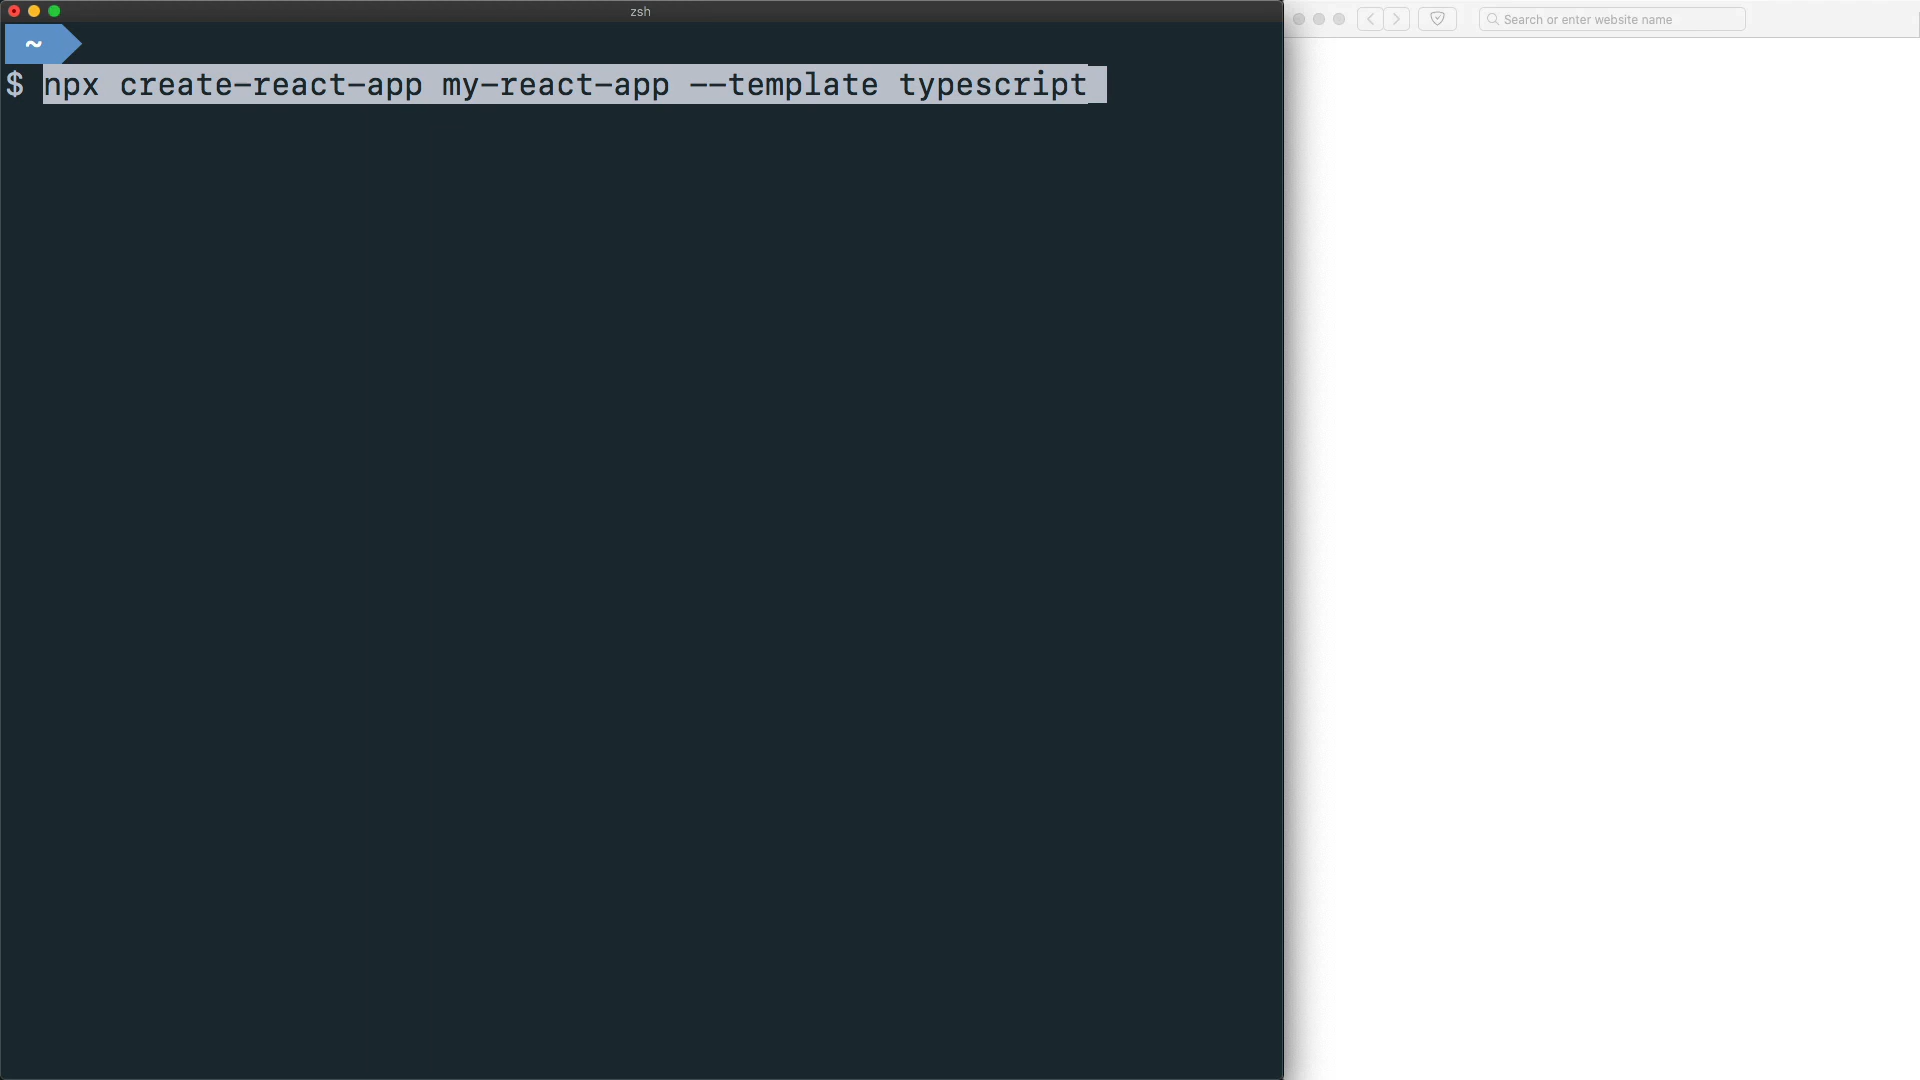 zsh
~
$ npx create-react-app my-react-app --template typescript
Search or enter website name